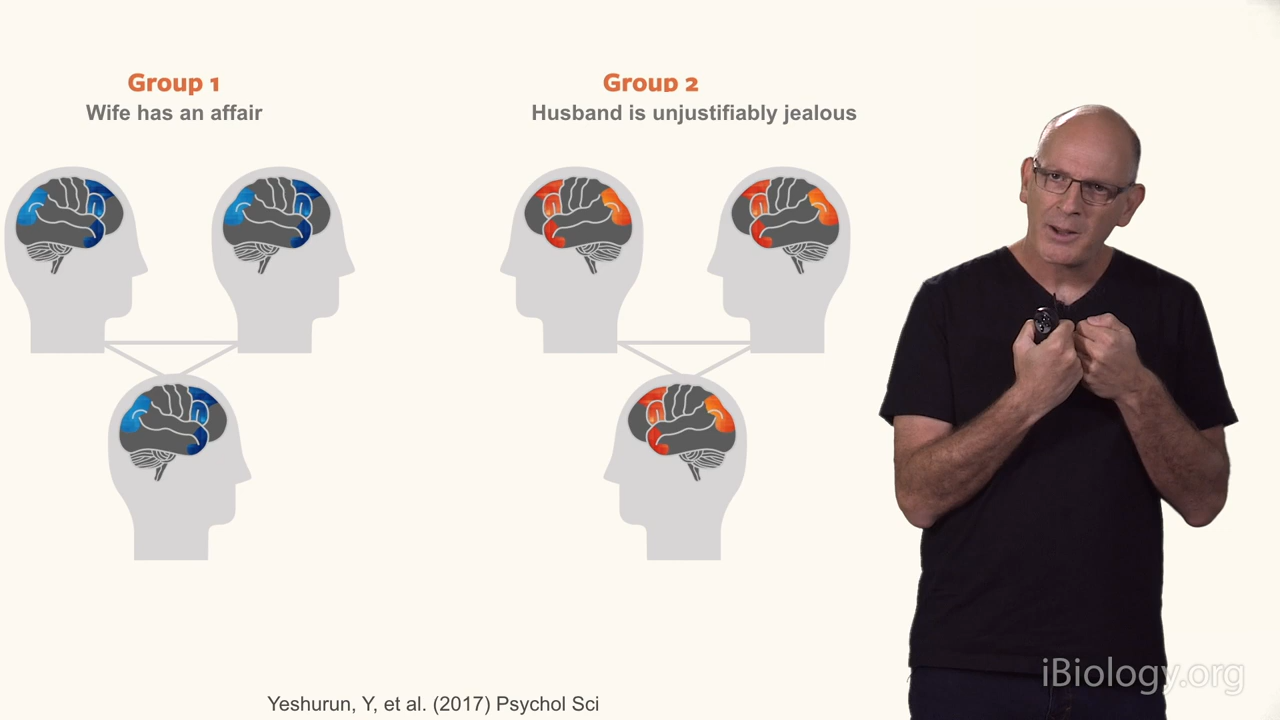 Group 1
Wife has an affair
Group 2
Husband is unjustifiably jealous
Yeshurun, Y, et al. (2017) Psychol Sci
iBiology.org